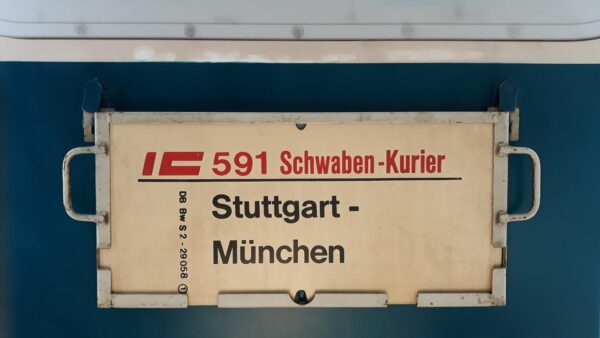 IC 591 Schwaben-Kurier
Stuttgart -
München
DB BW S 2 - 29058 ①